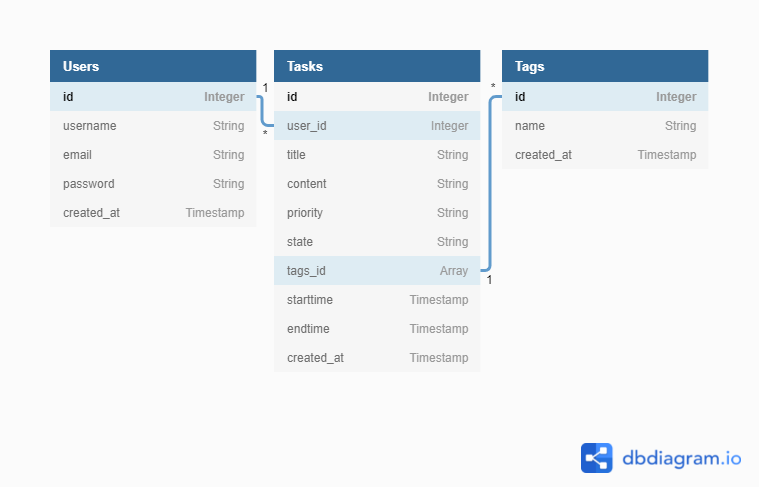 Users
id Integer
username String
email String
password String
created_at Timestamp
1
*
Tasks
id Integer
user_id Integer
title String
content String
priority String
state String
tags_id Array
starttime Timestamp
endtime Timestamp
created_at Timestamp
*
1
Tags
id Integer
name String
created_at Timestamp
dbdiagram.io